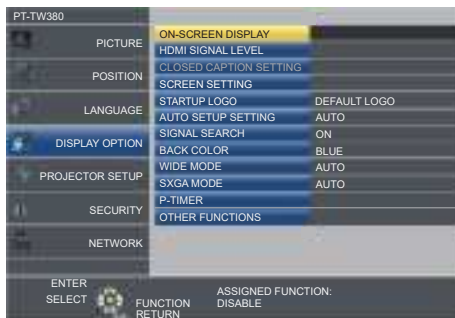 PT-TW380
PICTURE
POSITION
LANGUAGE
DISPLAY OPTION
PROJECTOR SETUP
SECURITY
NETWORK
ON-SCREEN DISPLAY
HDMI SIGNAL LEVEL
CLOSED CAPTION SETTING
SCREEN SETTING
STARTUP LOGO DEFAULT LOGO
AUTO SETUP SETTING AUTO
SIGNAL SEARCH ON
BACK COLOR BLUE
WIDE MODE AUTO
SXGA MODE AUTO
P-TIMER
OTHER FUNCTIONS
ENTER
SELECT
FUNCTION
RETURN
ASSIGNED FUNCTION:
DISABLE